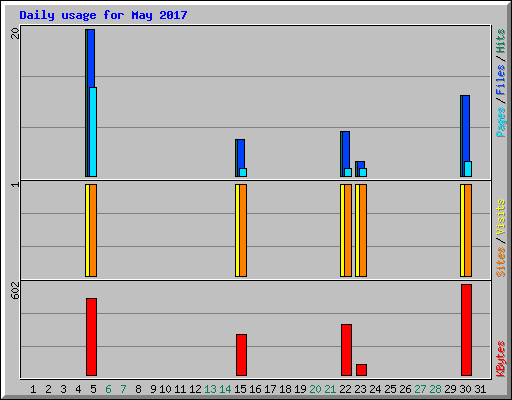 Daily usage for May 2017
20
Pages/Files/Hits
1
Sites/Visits
602
KBytes
1 2 3 4 5 6 7 8 9 10 11 12 13 14 15 16 17 18 19 20 21 22 23 24 25 26 27 28 29 30 31